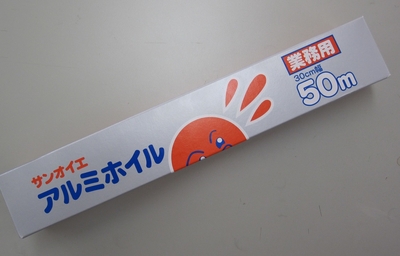 サンオイエ
アルミホイル
業務用
30cm幅
50m